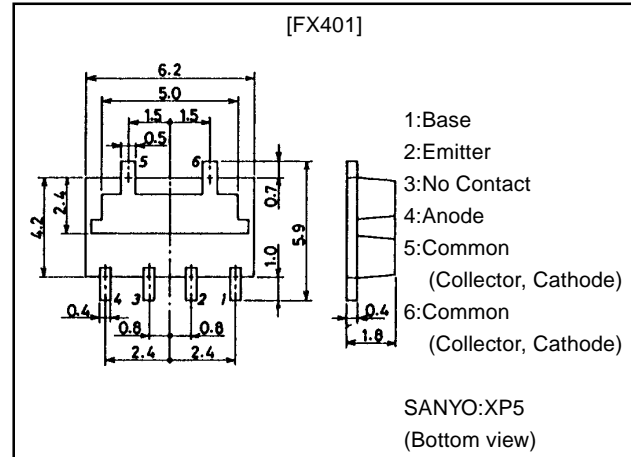 [FX401]
6.2
5.0
1.5 1.5
0.5
5 6
4.2
2.4
0.7
5.9
1.0
4 3 2 1
0.4
0.8 0.8
2.4 2.4
0.4
1.8
1:Base
2:Emitter
3:No Contact
4:Anode
5:Common
(Collector, Cathode)
6:Common
(Collector, Cathode)
SANYO:XP5
(Bottom view)